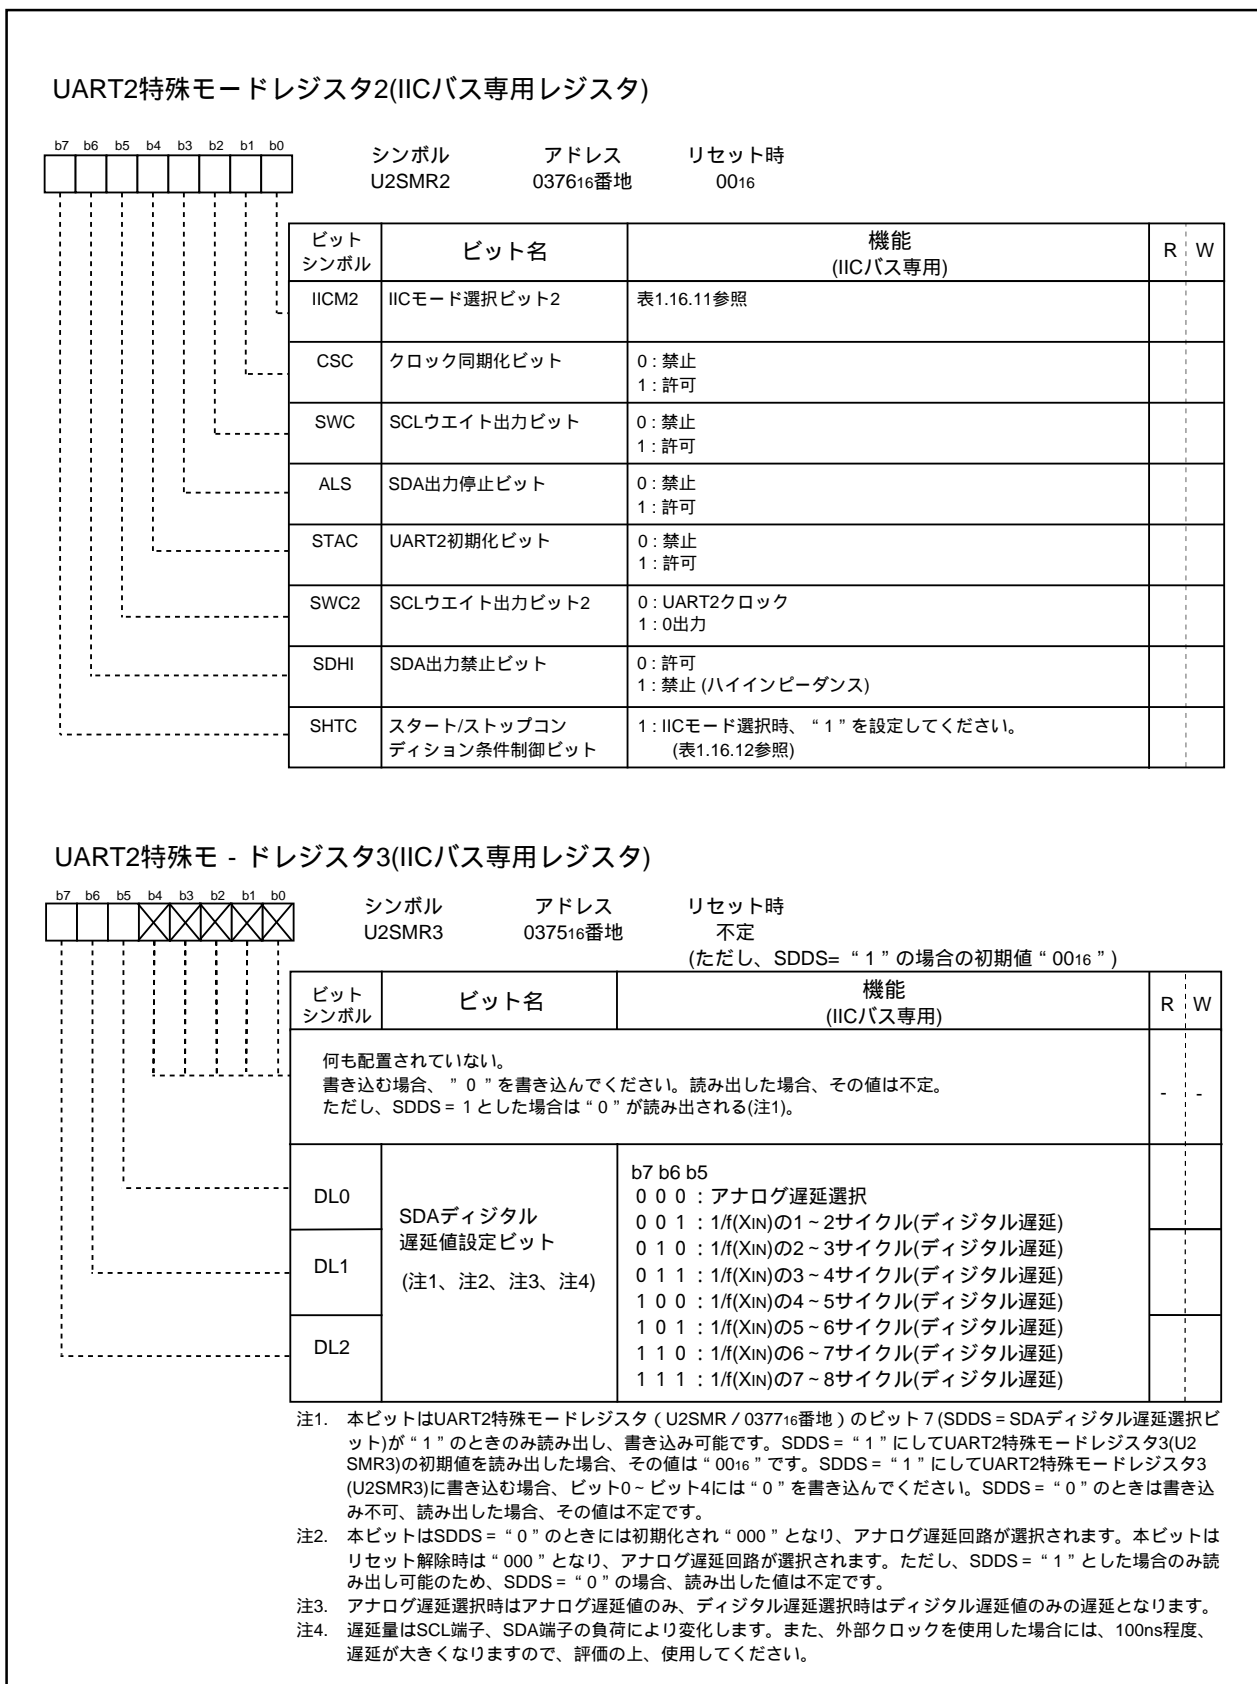 UART2特殊モードレジスタ2(IICバス専用レジスタ)
b7 b6 b5 b4 b3 b2 b1 b0
シンボル アドレス リセット時
U2SMR2 037616番地 0016
ビット
シンボル
ビット名
機能
(IICバス専用)
R W
IICM2 IICモード選択ビット2 表1.16.11参照
CSC クロック同期化ビット 0 : 禁止
1 : 許可
SWC SCLウエイト出力ビット 0 : 禁止
1 : 許可
ALS SDA出力停止ビット 0 : 禁止
1 : 許可
STAC UART2初期化ビット 0 : 禁止
1 : 許可
SWC2 SCLウエイト出力ビット2 0 : UART2クロック
1 : 0出力
SDHI SDA出力禁止ビット 0 : 許可
1 : 禁止 (ハイインピーダンス)
SHTC スタート/ストップコン
ディション条件制御ビット
1 : IICモード選択時、“1”を設定してください。
(表1.16.12参照)
UART2特殊モ - ドレジスタ3(IICバス専用レジスタ)
b7 b6 b5 b4 b3 b2 b1 b0
シンボル アドレス リセット時
U2SMR3 037516番地 不定
(ただし、SDDS= “1”の場合の初期値“0016”)
ビット
シンボル
ビット名
機能
(IICバス専用)
R W
何も配置されていない。
書き込む場合、”0”を書き込んでください。読み出した場合、その値は不定。
ただし、SDDS = 1とした場合は“0”が読み出される(注1)。
- -
DL0
DL1
DL2
SDAディジタル
遅延値設定ビット
(注1、注2、注3、注4)
b7 b6 b5
0 0 0 : アナログ遅延選択
0 0 1 : 1/f(XIN)の1~2サイクル(ディジタル遅延)
0 1 0 : 1/f(XIN)の2~3サイクル(ディジタル遅延)
0 1 1 : 1/f(XIN)の3~4サイクル(ディジタル遅延)
1 0 0 : 1/f(XIN)の4~5サイクル(ディジタル遅延)
1 0 1 : 1/f(XIN)の5~6サイクル(ディジタル遅延)
1 1 0 : 1/f(XIN)の6~7サイクル(ディジタル遅延)
1 1 1 : 1/f(XIN)の7~8サイクル(ディジタル遅延)
注1. 本ビットはUART2特殊モードレジスタ(U2SMR / 037716番地)のビット7(SDDS = SDAディジタル遅延選択ビ
ット)が“1”のときのみ読み出し、書き込み可能です。SDDS = “1”にしてUART2特殊モードレジスタ3(U2
SMR3)の初期値を読み出した場合、その値は“0016”です。SDDS = “1”にしてUART2特殊モードレジスタ3
(U2SMR3)に書き込む場合、ビット0~ビット4には“0”を書き込んでください。SDDS = “0”のときは書き込
み不可、読み出した場合、その値は不定です。
注2. 本ビットはSDDS = “0”のときには初期化され“000”となり、アナログ遅延回路が選択されます。本ビットは
リセット解除時は“000”となり、アナログ遅延回路が選択されます。ただし、SDDS = “1”とした場合のみ読
み出し可能のため、SDDS = “0”の場合、読み出した値は不定です。
注3. アナログ遅延選択時はアナログ遅延値のみ、ディジタル遅延選択時はディジタル遅延値のみの遅延となります。
注4. 遅延量はSCL端子、SDA端子の負荷により変化します。また、外部クロックを使用した場合には、100ns程度、
遅延が大きくなりますので、評価の上、使用してください。